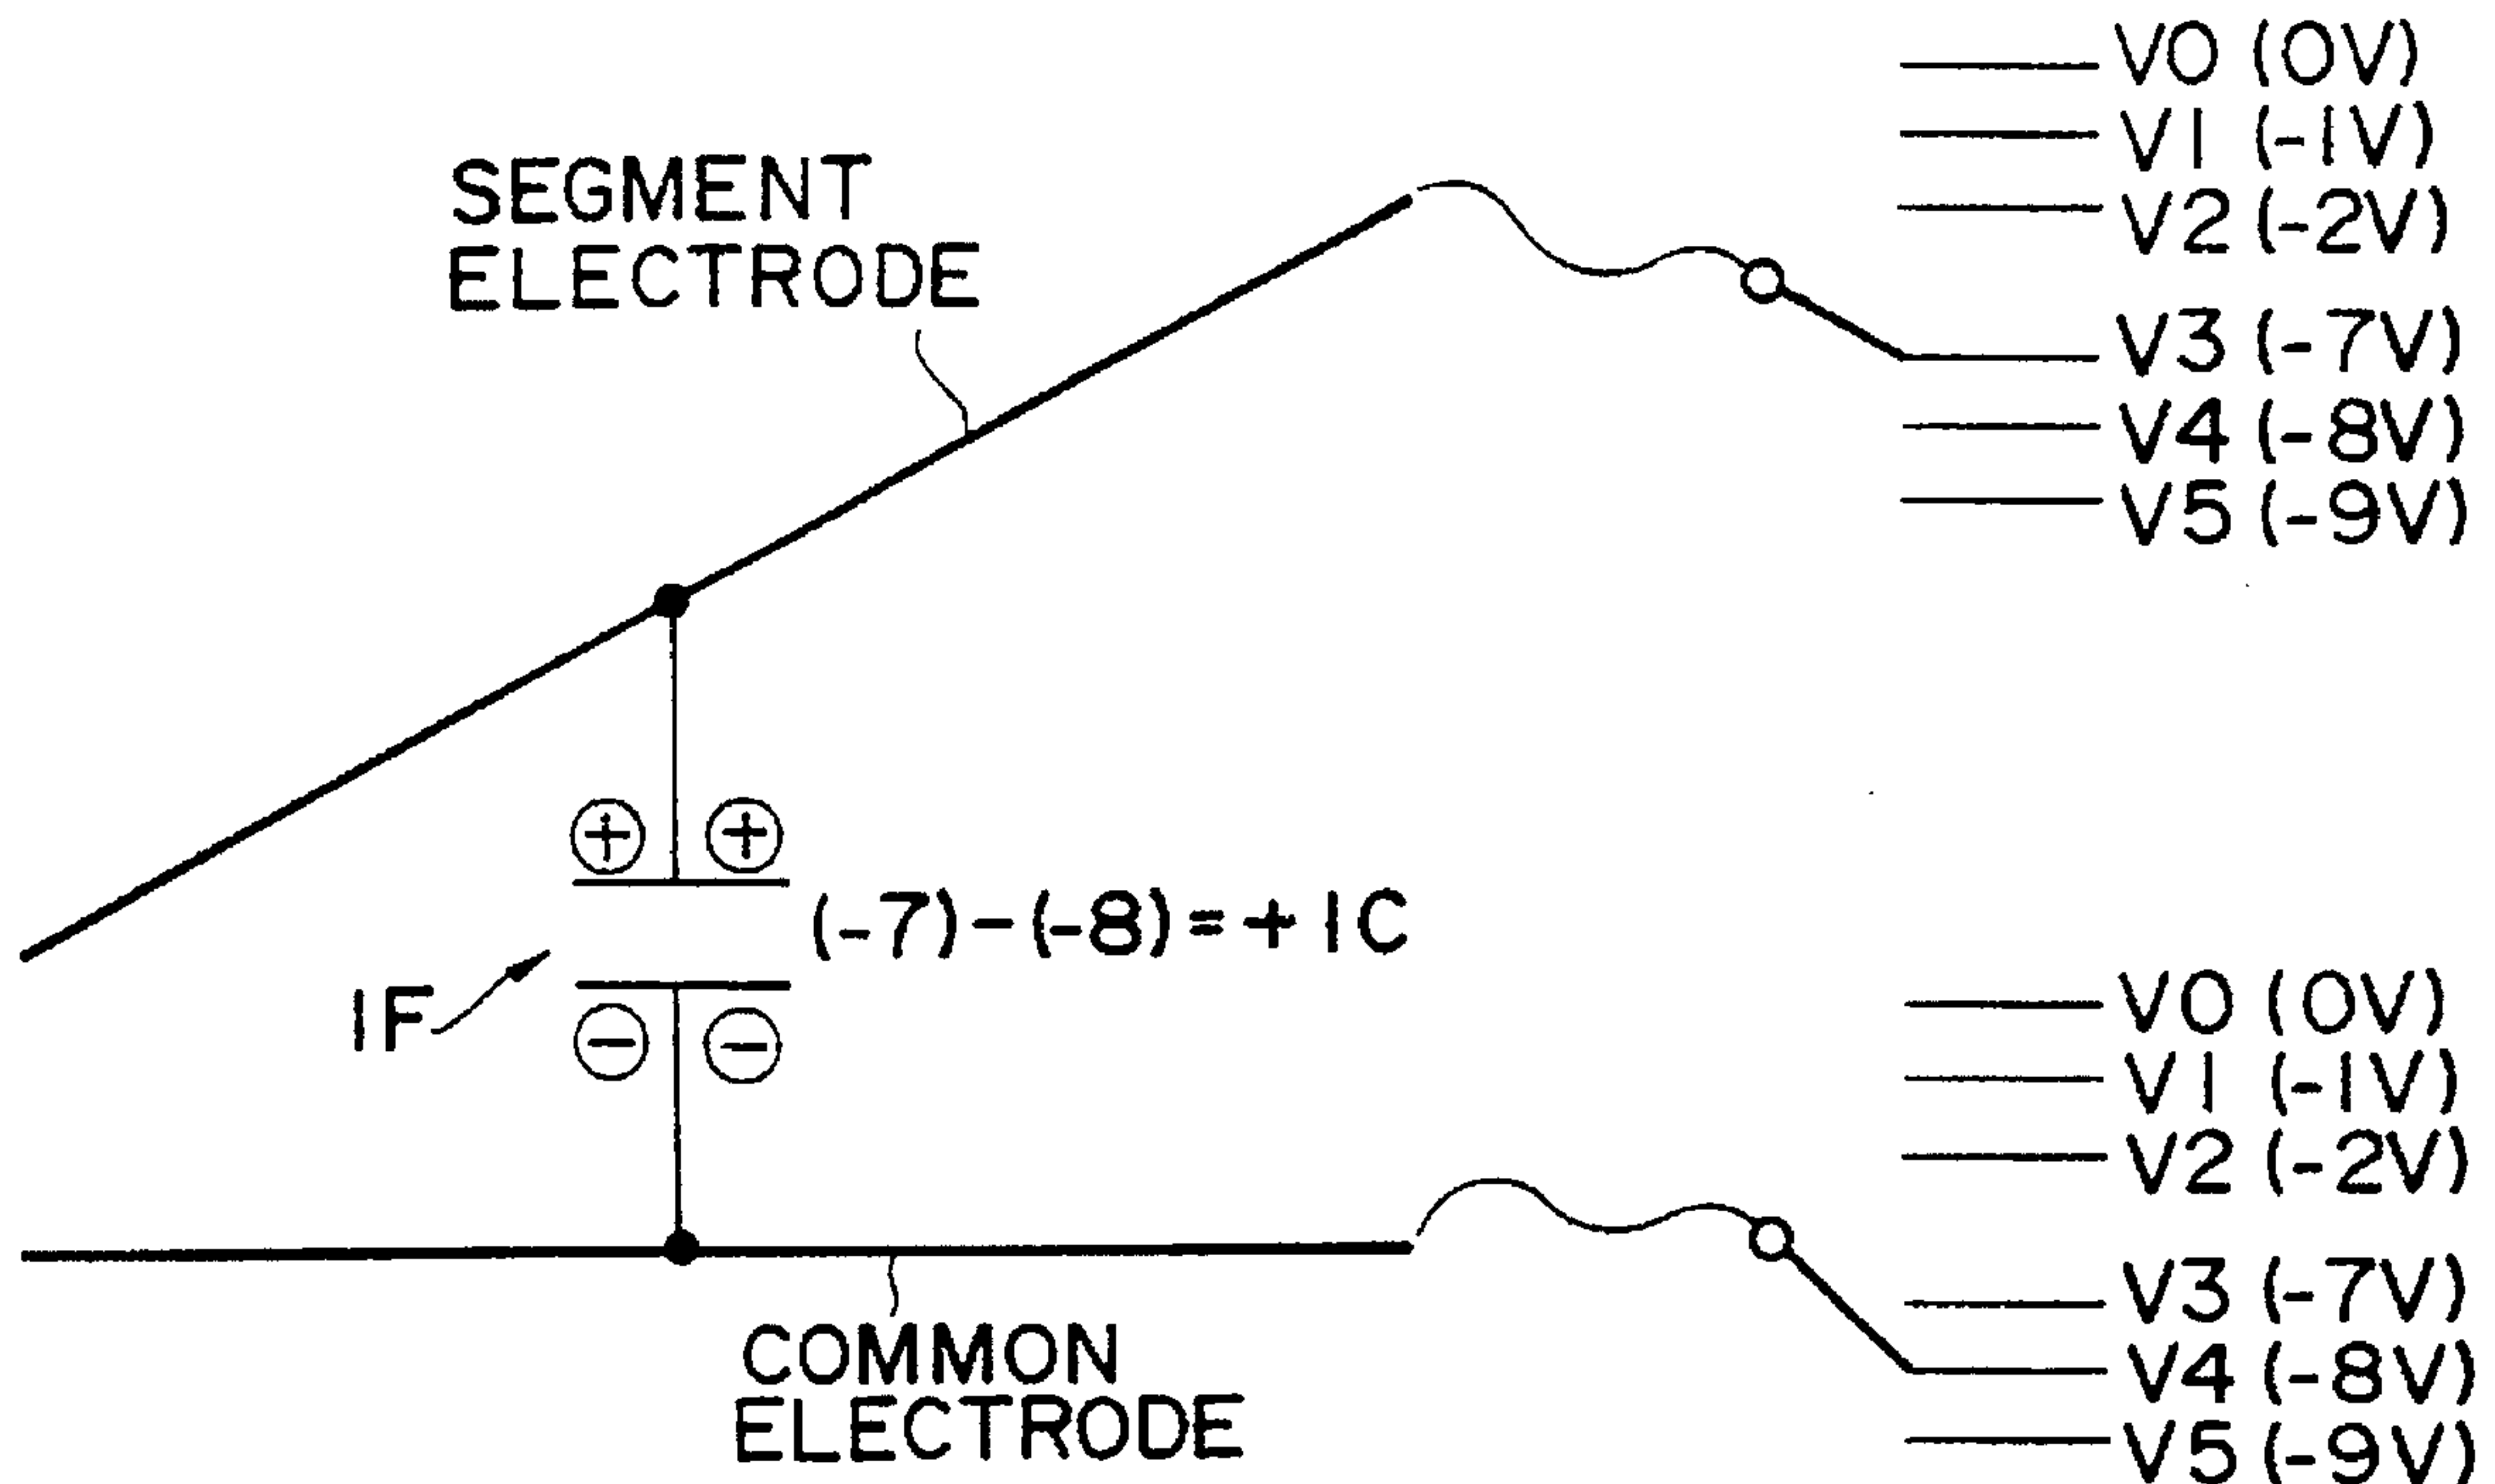 SEGMENT
ELECTRODE
V0 (0V)
V1 (-1V)
V2 (-2V)
V3 (-7V)
V4 (-8V)
V5 (-9V)
(-7)-(-8)=+1C
1F
V0 (0V)
V1 (-1V)
V2 (-2V)
V3 (-7V)
V4 (-8V)
V5 (-9V)
COMMON
ELECTRODE